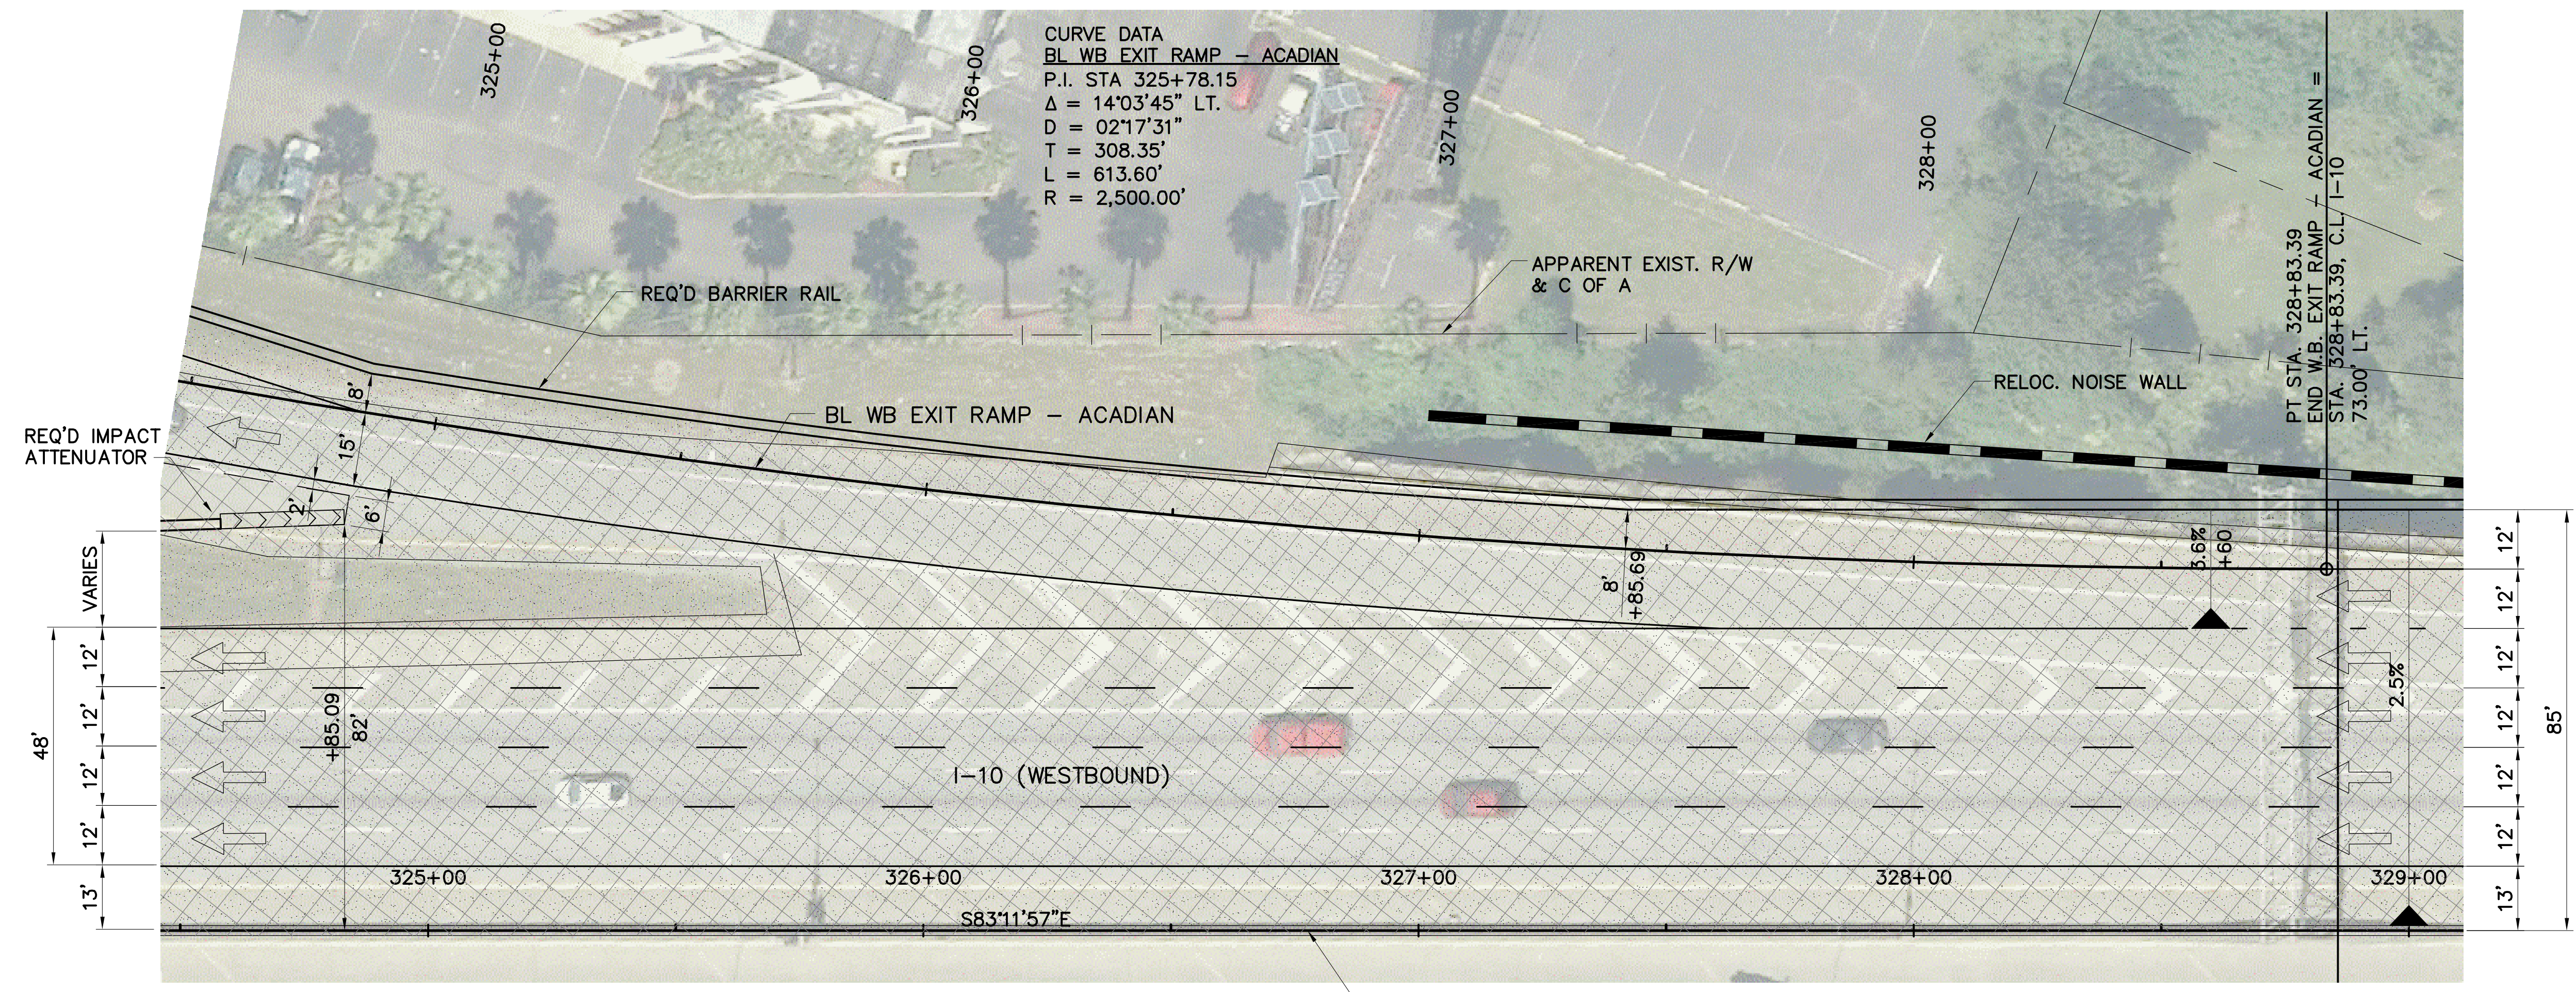 325+00
326+00
CURVE DATA
BL WB EXIT RAMP – ACADIAN
P.I. STA 325+78.15
Δ = 14°03'45" LT.
D = 02°17'31"
T = 308.35'
L = 613.60'
R = 2,500.00'
327+00
328+00
PT STA. 328+83.39
END W.B. EXIT RAMP – ACADIAN =
STA. 328+83.39, C.L. I-10
73.00' LT.
APPARENT EXIST. R/W
& C OF A
REQ'D BARRIER RAIL
RELOC. NOISE WALL
8'
BL WB EXIT RAMP – ACADIAN
REQ'D IMPACT
ATTENUATOR
15'
2'
6'
8'
+85.69
3.6%
+60
VARIES
12'
12'
12'
12'
48'
13'
+85.09
82'
2.5%
12'
12'
12'
12'
12'
12'
13'
85'
I-10 (WESTBOUND)
325+00
326+00
327+00
328+00
329+00
S83°11'57"E